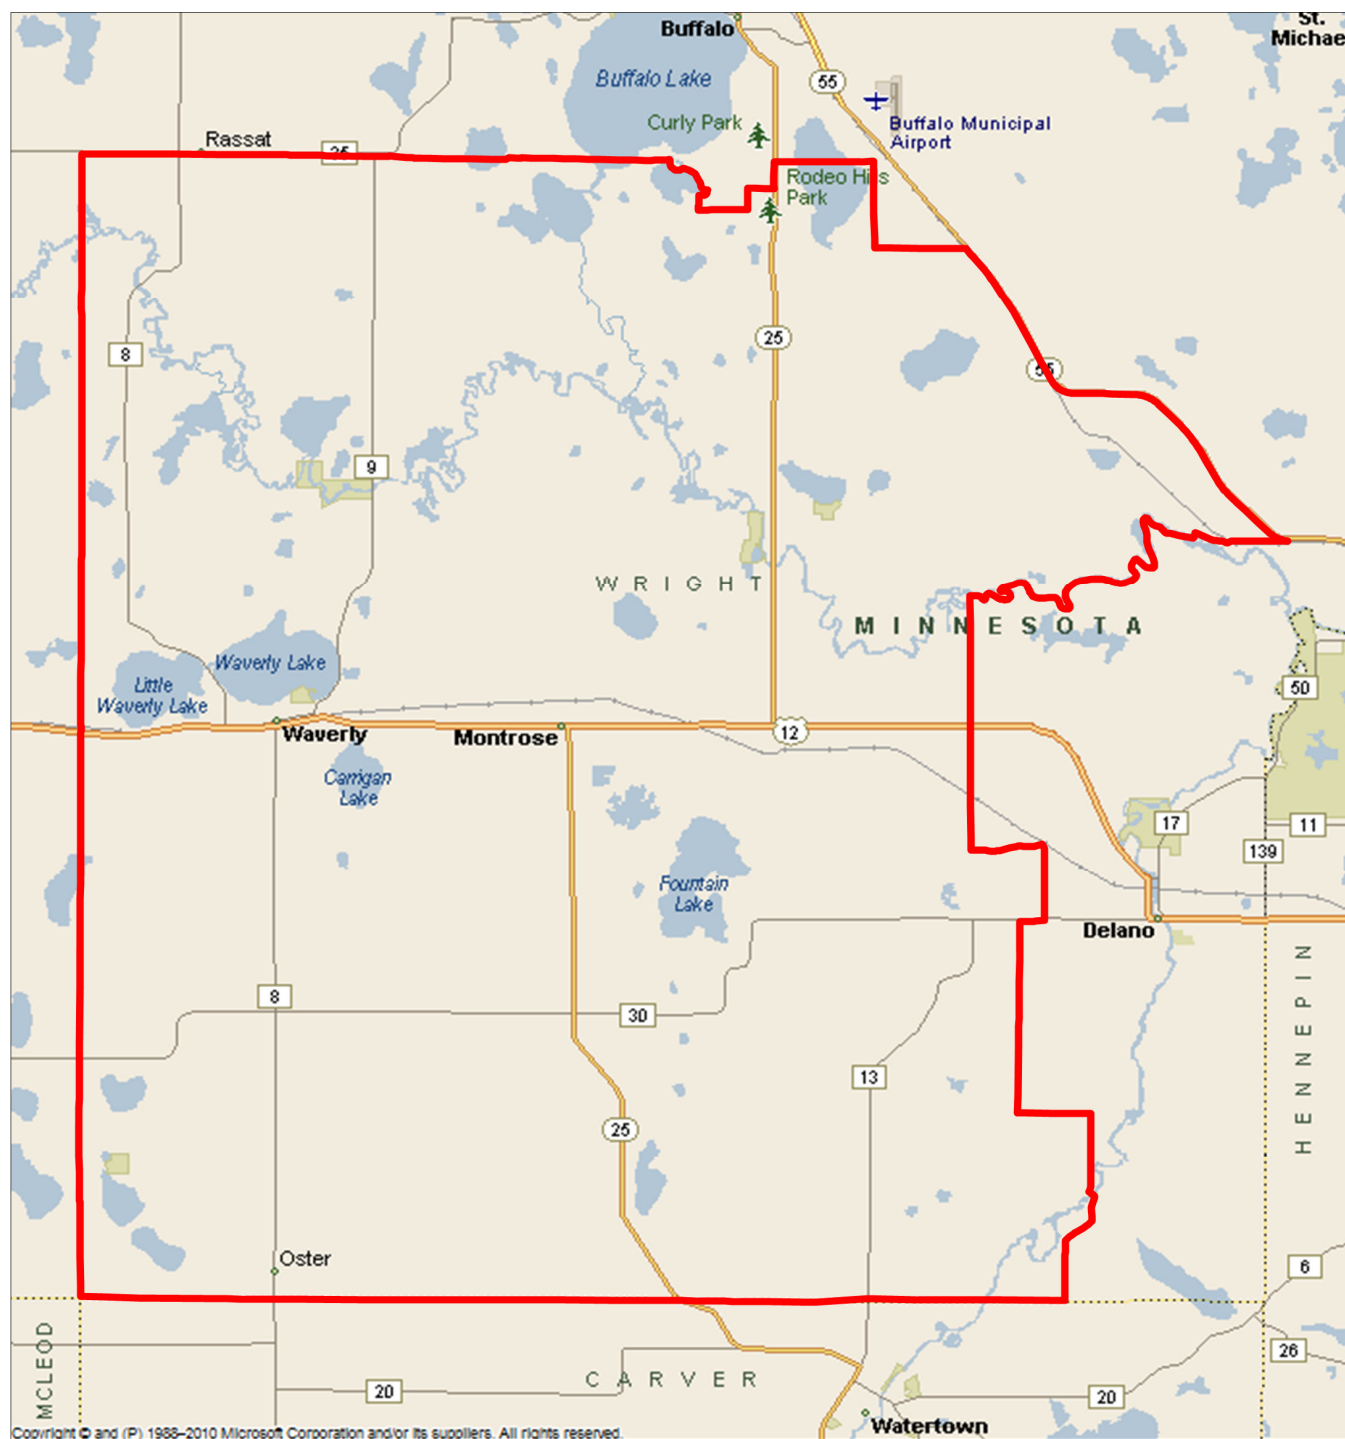 St.
Michae
Buffalo
Buffalo Lake
55
Curly Park
Buffalo Municipal
Airport
Rassat
25
Rodeo Hills
Park
25
8
55
9
WRIGHT
MINNESOTA
Waverly Lake
Little
Waverly Lake
50
Waverly
Montrose
12
Carrigan
Lake
17
11
139
Fountain
Lake
Delano
8
30
HENNEPIN
13
25
Oster
6
MCLEOD
26
CARVER
20
20
Watertown
Copyright © and (P) 1988–2010 Microsoft Corporation and/or its suppliers. All rights reserved.